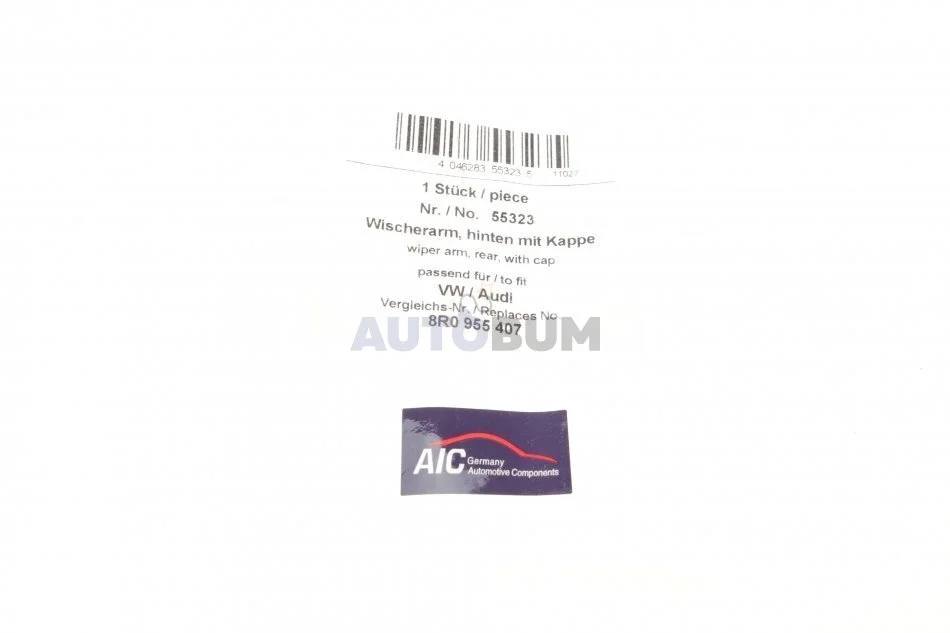 4 046283 55323 5 11027
1 Stück / piece
Nr. / No. 55323
Wischerarm, hinten mit Kappe
wiper arm, rear, with cap
passend für / to fit
VW / Audi
Vergleichs-Nr. / Replaces No
8R0 955 407
AUTOBUM
AIC Germany
Automotive Components